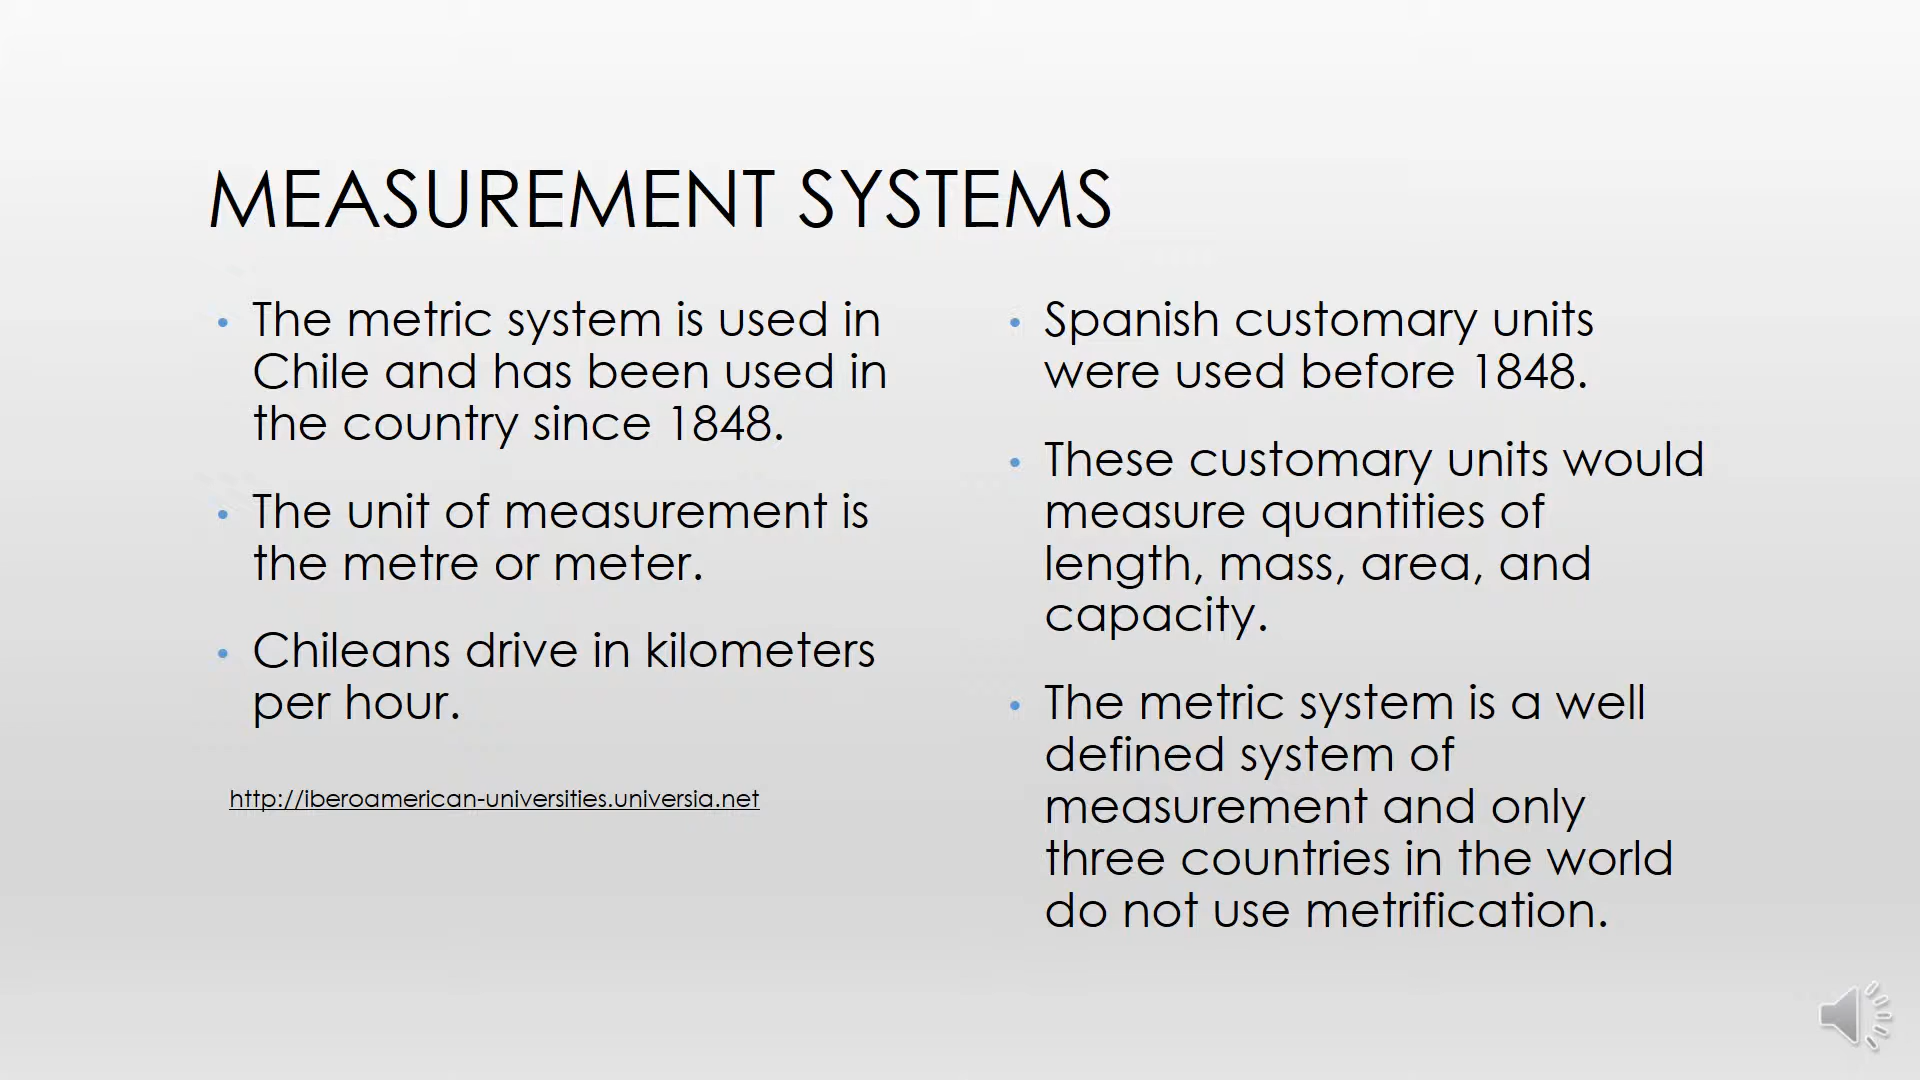 MEASUREMENT SYSTEMS
• The metric system is used in
Chile and has been used in
the country since 1848.
• The unit of measurement is
the metre or meter.
• Chileans drive in kilometers
per hour.
http://iberoamerican-universities.universia.net
• Spanish customary units
were used before 1848.
• These customary units would
measure quantities of
length, mass, area, and
capacity.
• The metric system is a well
defined system of
measurement and only
three countries in the world
do not use metrification.